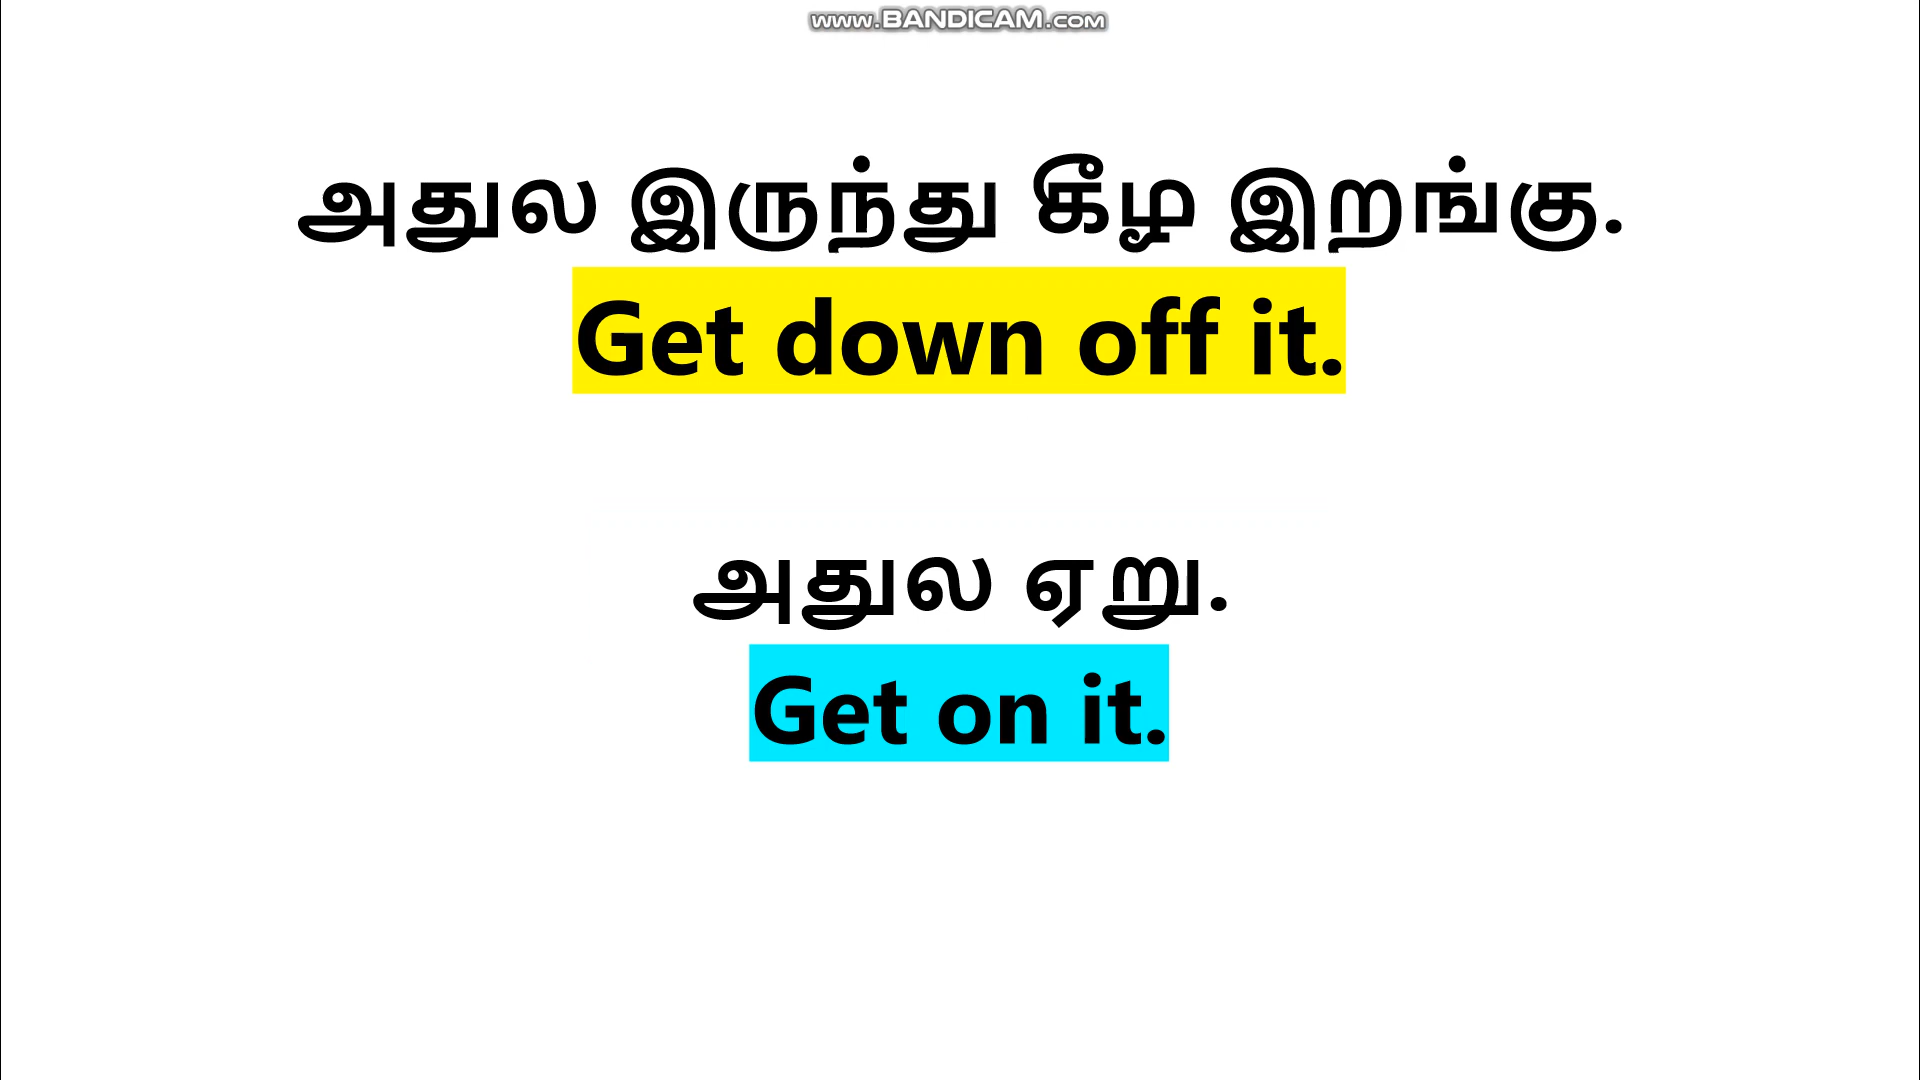 www.BANDICAM.com
அதுல இருந்து கீழ இறங்கு.
Get down off it.
அதுல ஏறு.
Get on it.